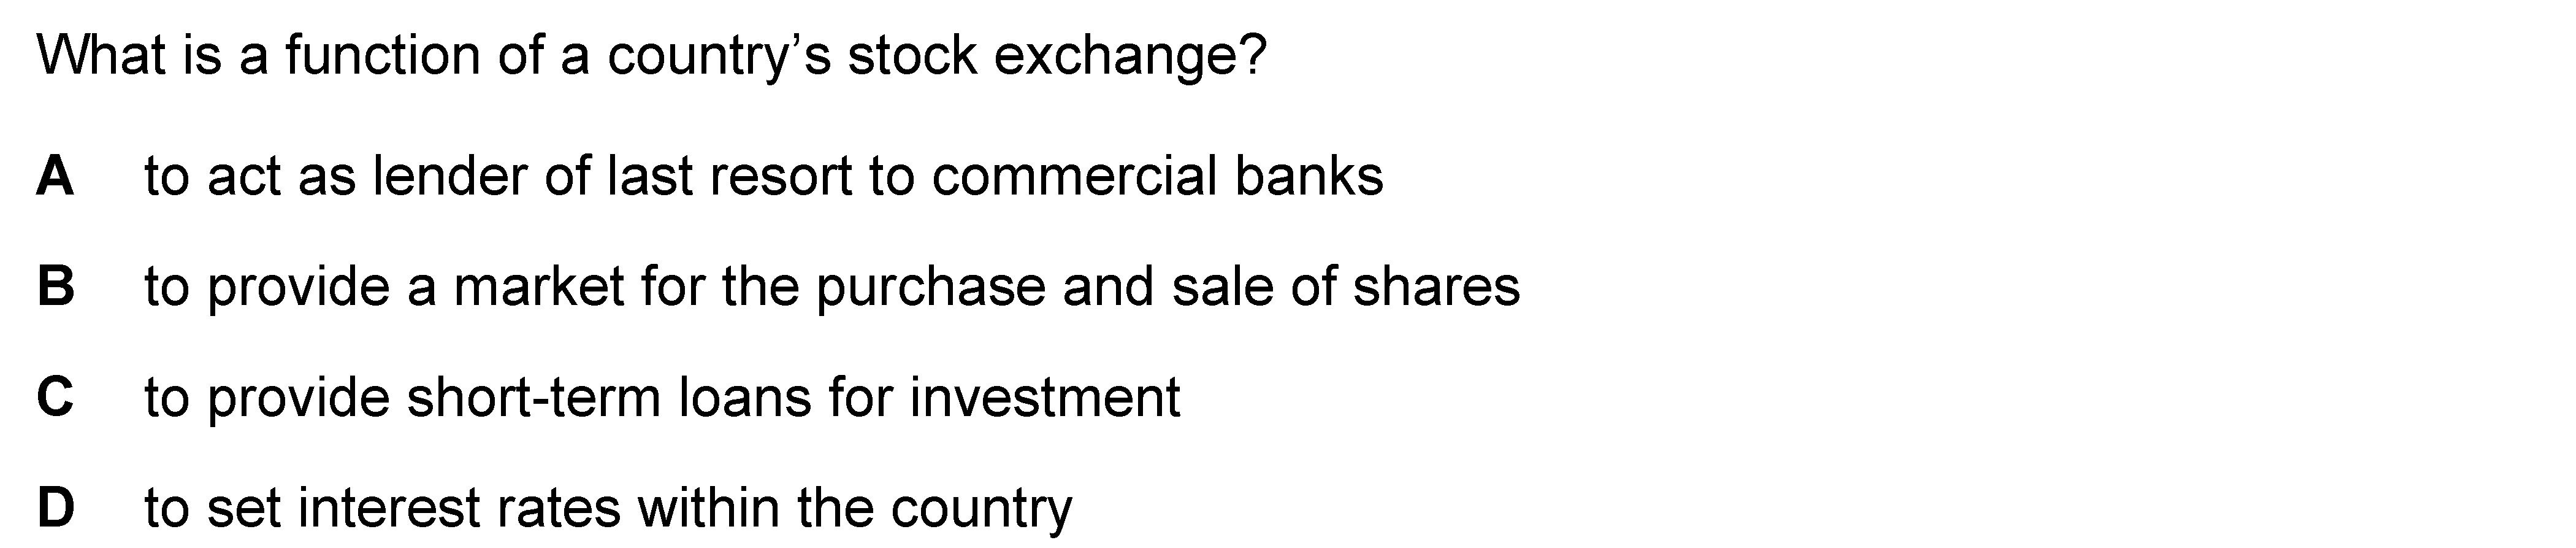 What is a function of a country’s stock exchange?
A to act as lender of last resort to commercial banks
B to provide a market for the purchase and sale of shares
C to provide short-term loans for investment
D to set interest rates within the country